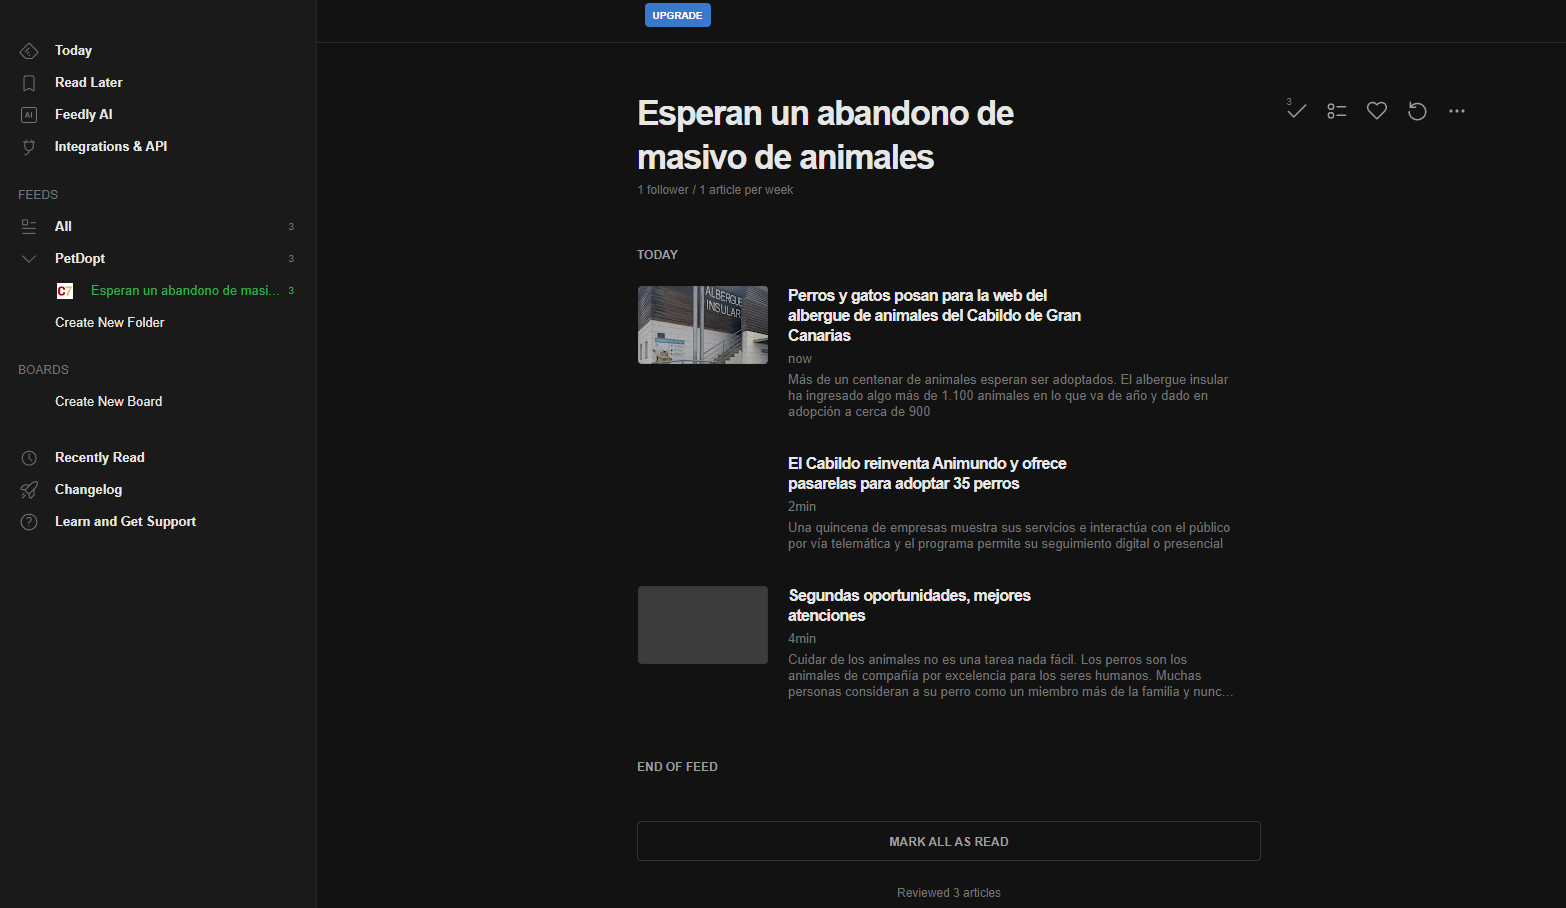 UPGRADE
Today
Read Later
AI
Feedly AI
Integrations & API
FEEDS
All
3
PetDopt
3
C7
Esperan un abandono de masi...
3
Create New Folder
BOARDS
Create New Board
Recently Read
Changelog
Learn and Get Support
Esperan un abandono de
masivo de animales
1 follower / 1 article per week
3
TODAY
ALBERGUE
INSULAR
Perros y gatos posan para la web del
albergue de animales del Cabildo de Gran
Canarias
now
Más de un centenar de animales esperan ser adoptados. El albergue insular
ha ingresado algo más de 1.100 animales en lo que va de año y dado en
adopción a cerca de 900
El Cabildo reinventa Animundo y ofrece
pasarelas para adoptar 35 perros
2min
Una quincena de empresas muestra sus servicios e interactúa con el público
por vía telemática y el programa permite su seguimiento digital o presencial
Segundas oportunidades, mejores
atenciones
4min
Cuidar de los animales no es una tarea nada fácil. Los perros son los
animales de compañía por excelencia para los seres humanos. Muchas
personas consideran a su perro como un miembro más de la familia y nunc...
END OF FEED
MARK ALL AS READ
Reviewed 3 articles